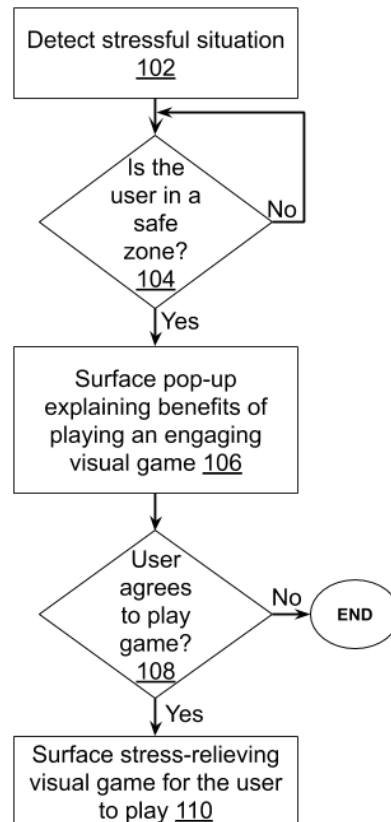 Detect stressful situation
102
Is the
user in a
safe
zone?
104
No
Yes
Surface pop-up
explaining benefits of
playing an engaging
visual game 106
User
agrees
to play
game?
108
No
END
Yes
Surface stress-relieving
visual game for the user
to play 110